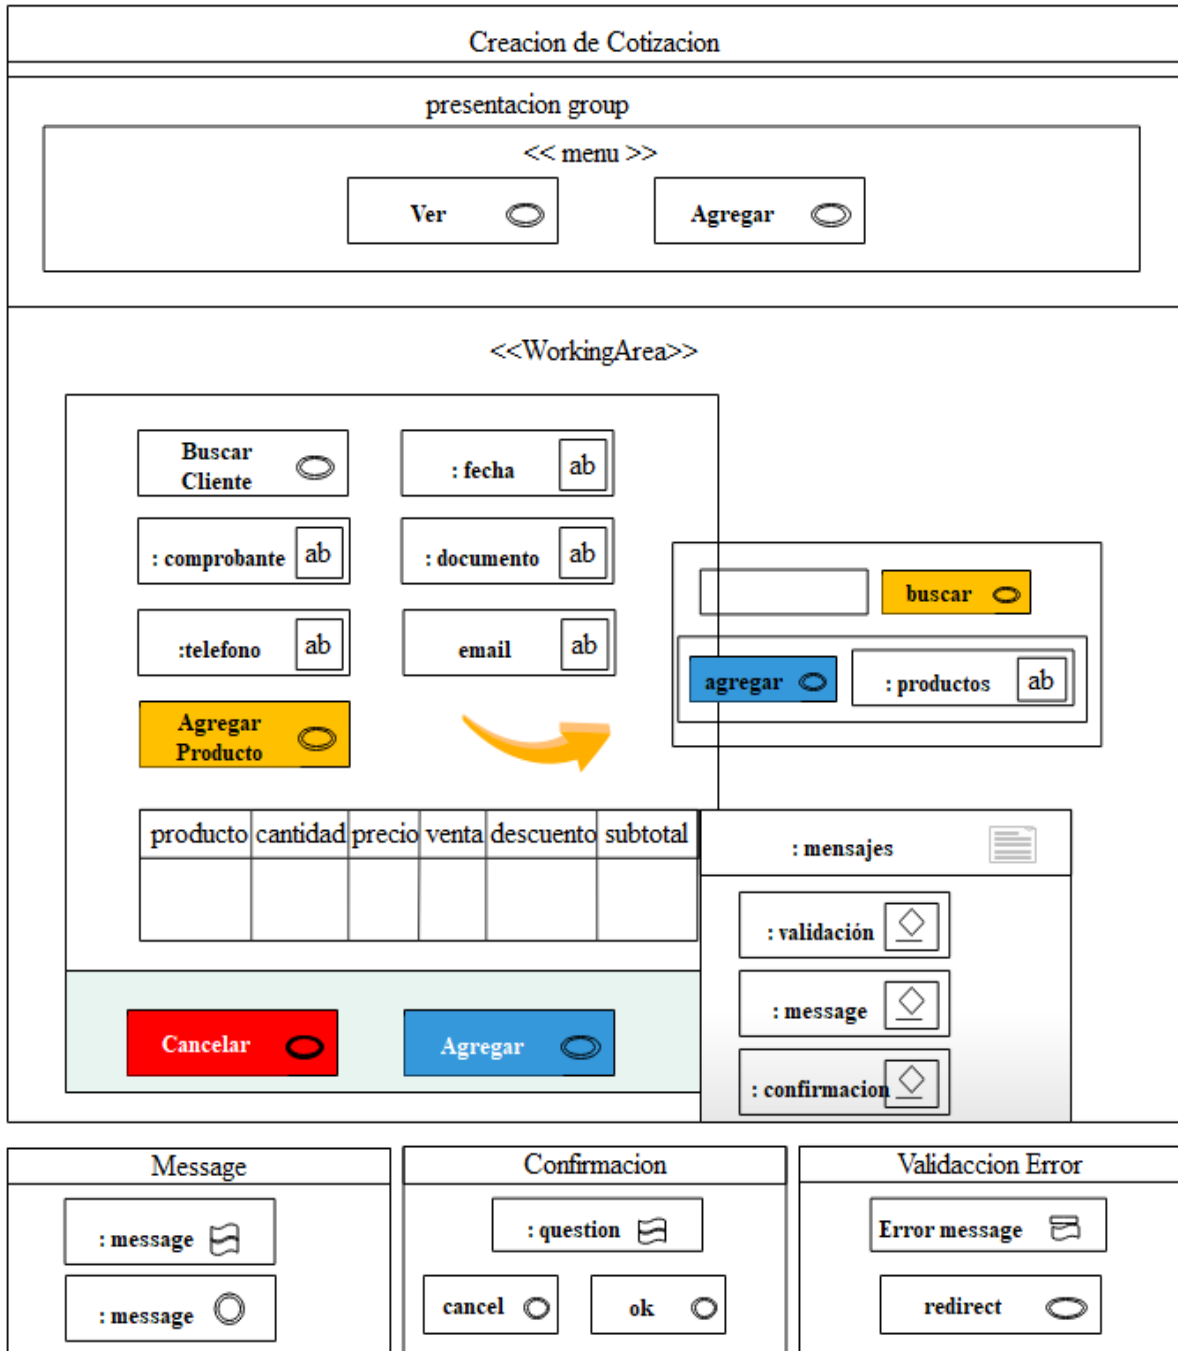 Creacion de Cotizacion
presentacion group
<< menu >>
Ver
Agregar
<<WorkingArea>>
Buscar
Cliente
: fecha
ab
: comprobante
ab
: documento
ab
:telefono
ab
email
ab
buscar
agregar
: productos
ab
Agregar
Producto
producto cantidad precio venta descuento subtotal
: mensajes
: validación
: message
: confirmacion
Cancelar
Agregar
Message
: message
: message
Confirmacion
: question
cancel
ok
Validaccion Error
Error message
redirect